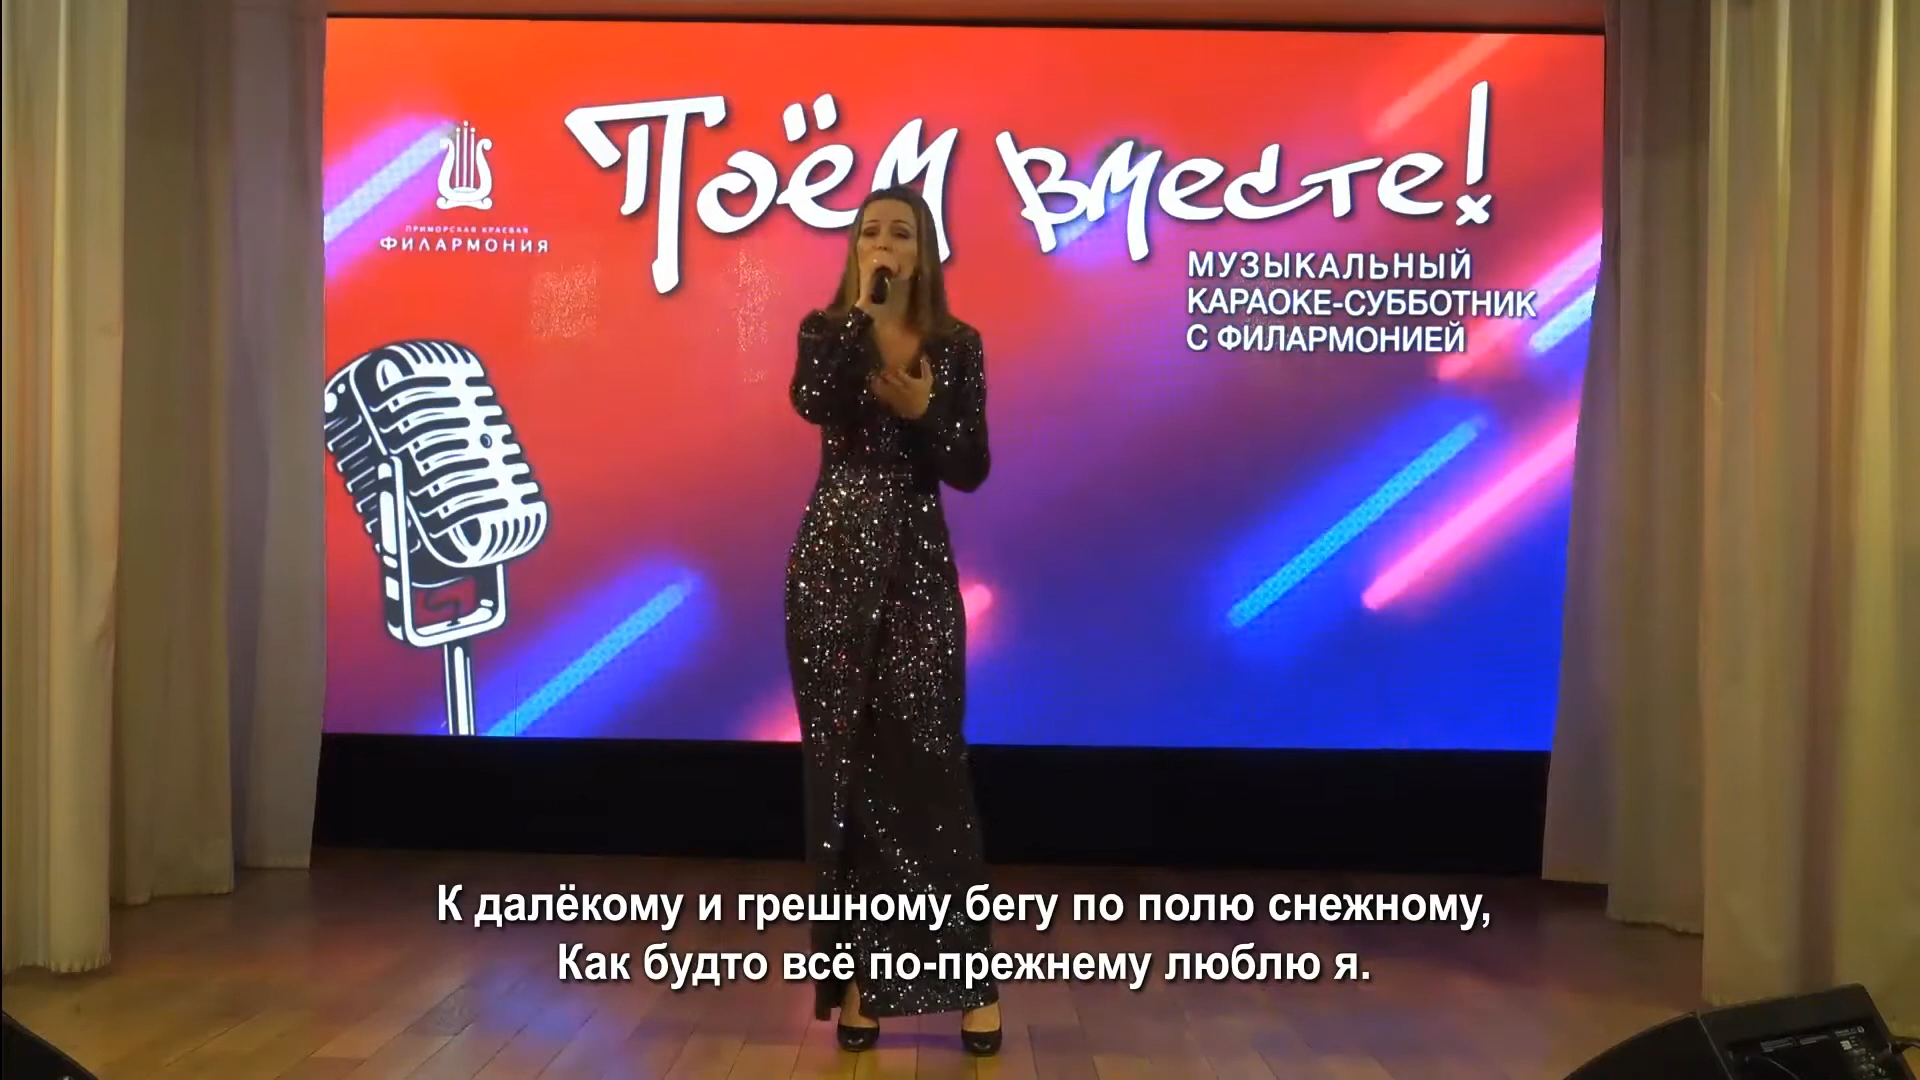 Поём вместе!
ПРИМОРСКАЯ КРАЕВАЯ
ФИЛАРМОНИЯ
МУЗЫКАЛЬНЫЙ
КАРАОКЕ-СУББОТНИК
С ФИЛАРМОНИЕЙ
К далёкому и грешному бегу по полю снежному,
Как будто всё по-прежнему люблю я.